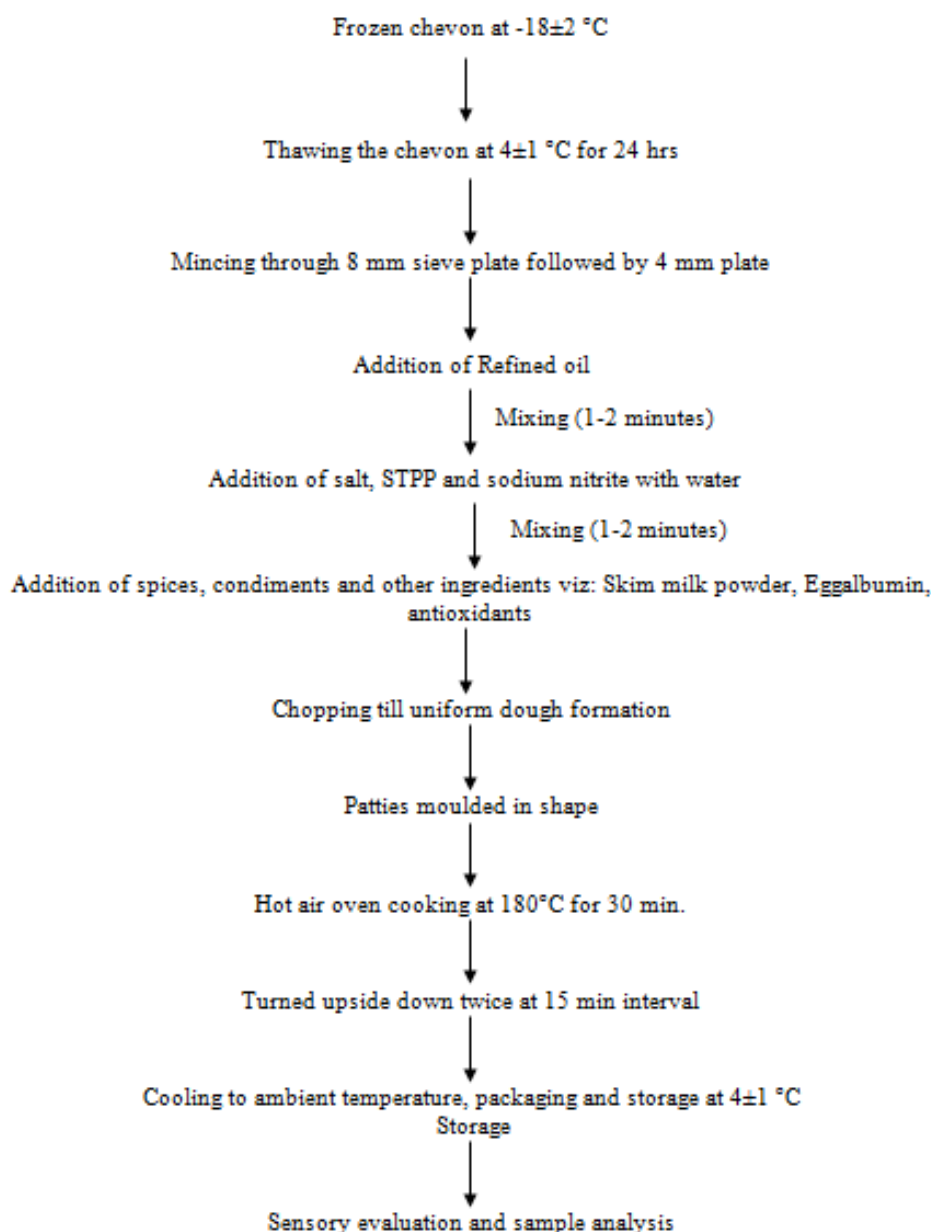 Frozen chevon at -18±2 °C
Thawing the chevon at 4±1 °C for 24 hrs
Mincing through 8 mm sieve plate followed by 4 mm plate
Addition of Refined oil
Mixing (1-2 minutes)
Addition of salt, STPP and sodium nitrite with water
Mixing (1-2 minutes)
Addition of spices, condiments and other ingredients viz: Skim milk powder, Eggalbumin,
antioxidants
Chopping till uniform dough formation
Patties moulded in shape
Hot air oven cooking at 180°C for 30 min.
Turned upside down twice at 15 min interval
Cooling to ambient temperature, packaging and storage at 4±1 °C
Storage
Sensory evaluation and sample analysis